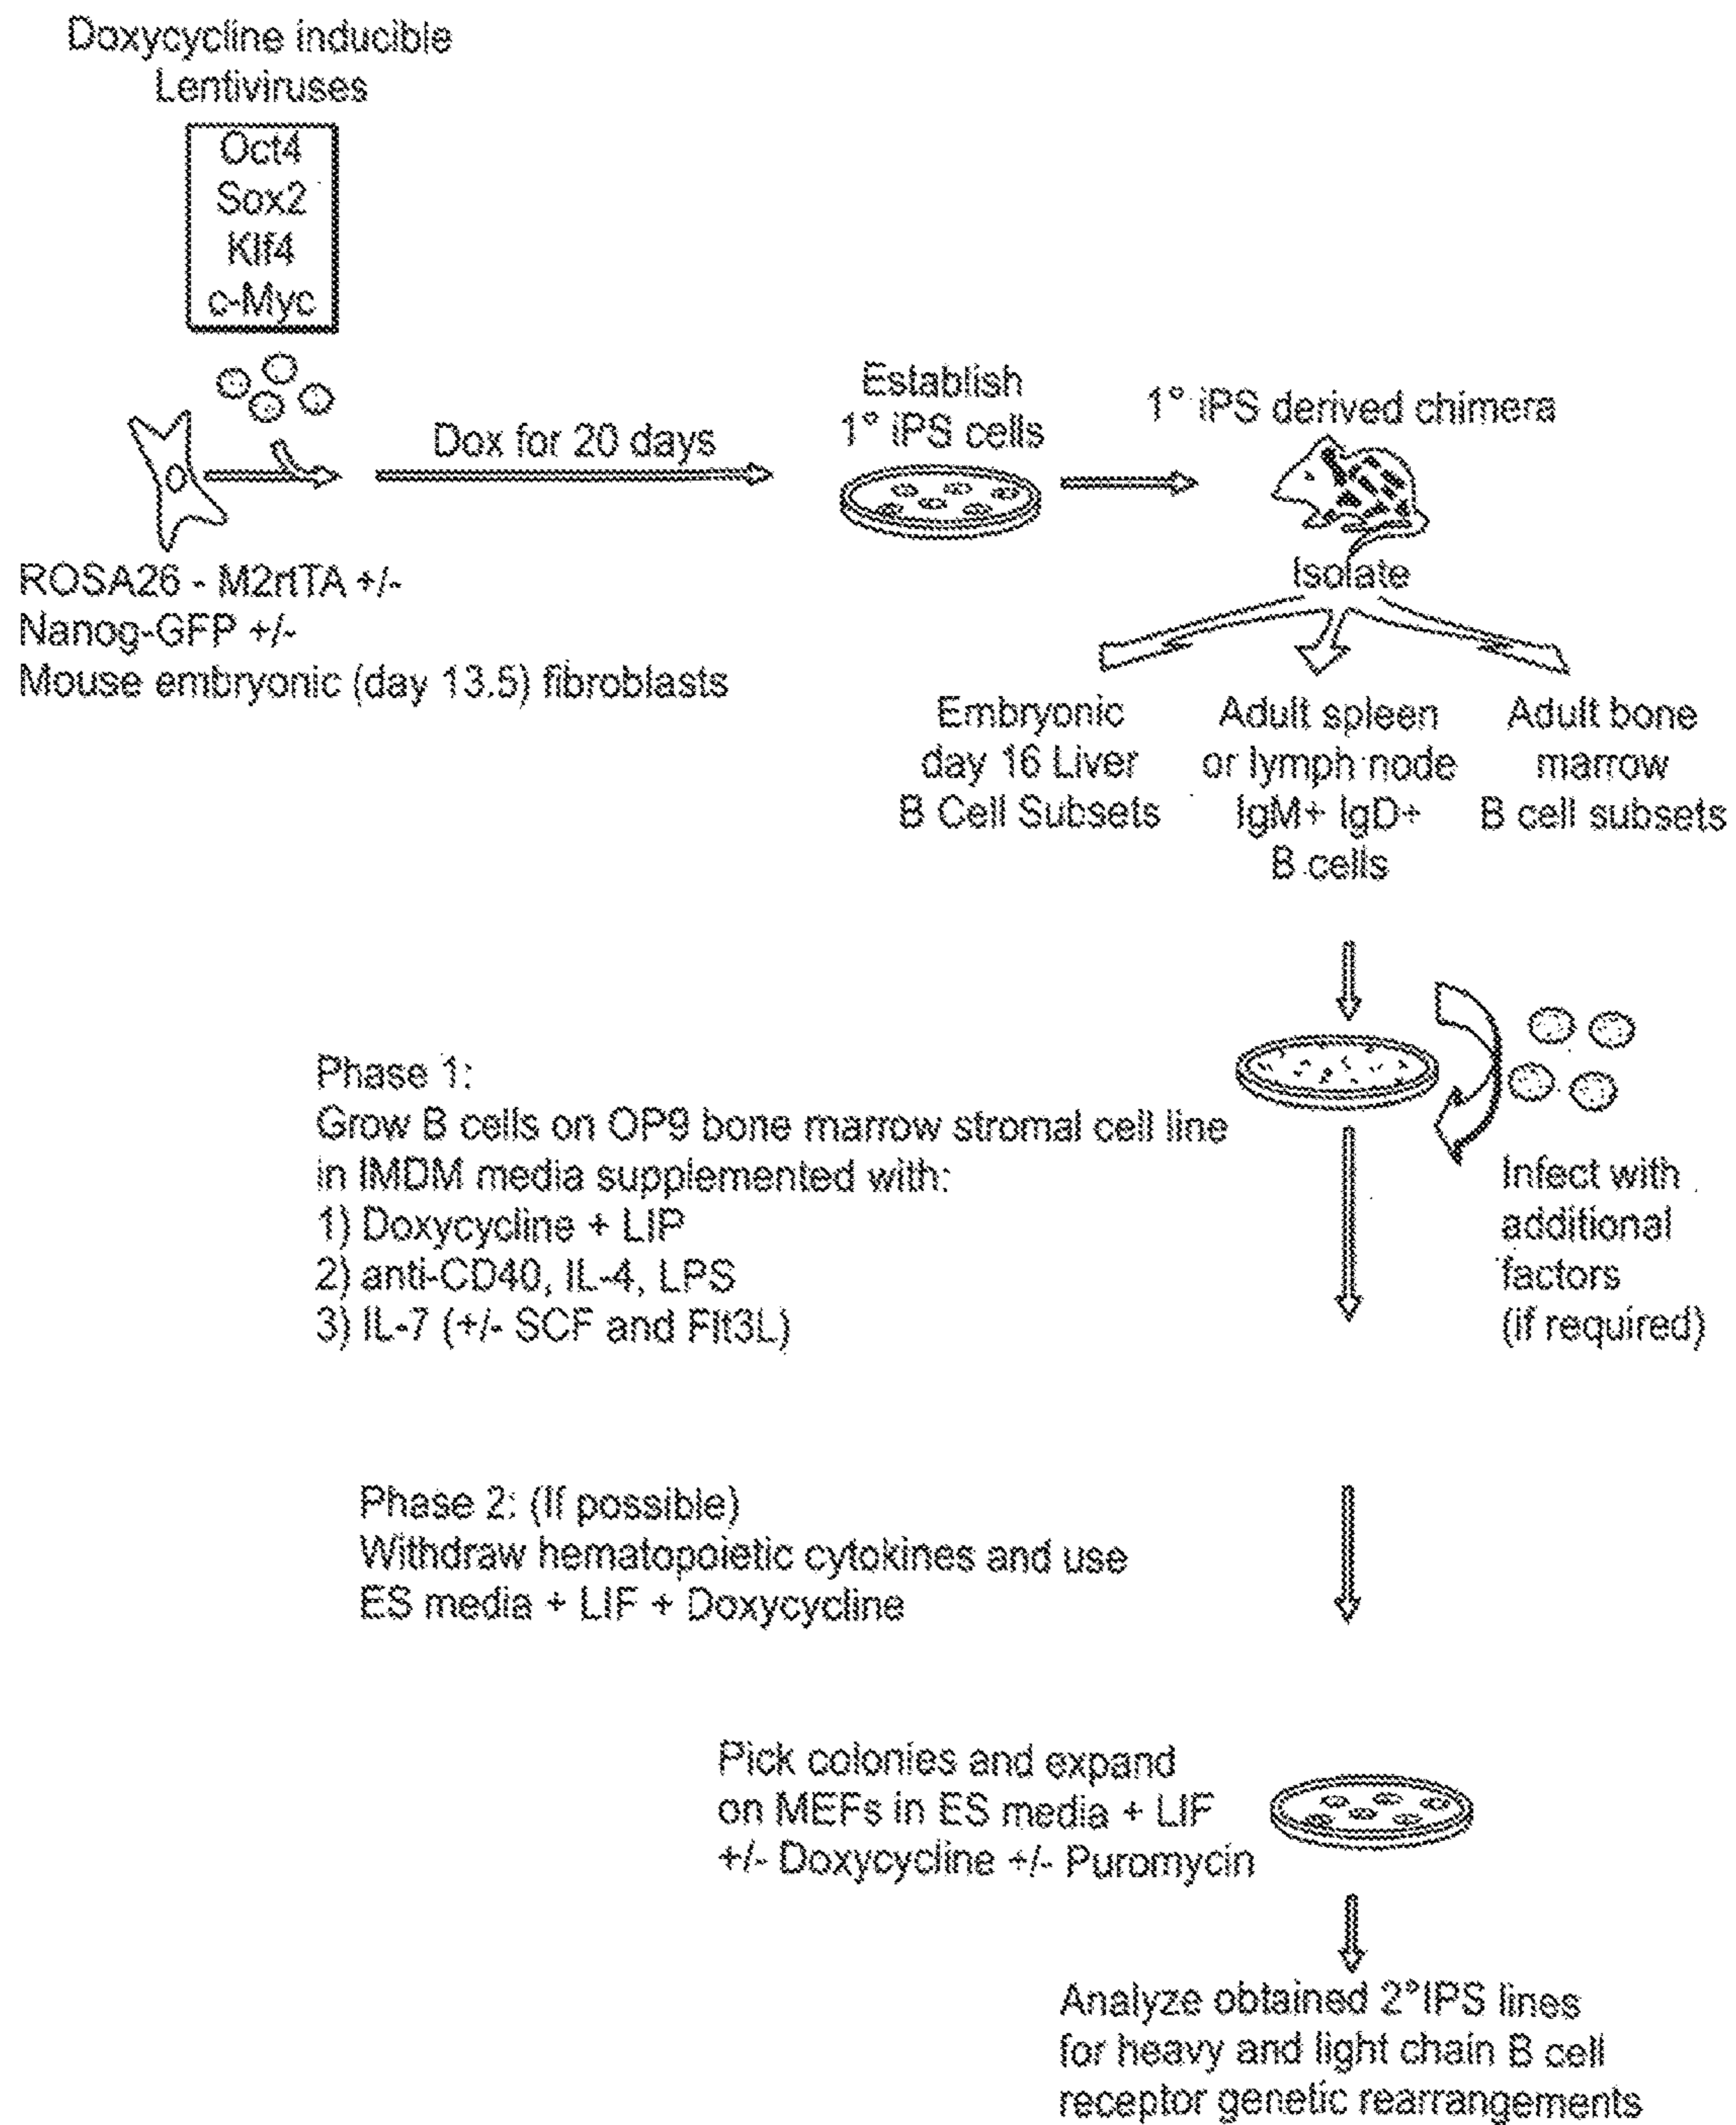 Doxycycline inducible
Lentiviruses
Oct4
Sox2
Klf4
c-Myc
Dox for 20 days
Establish
1° iPS cells
1° iPS derived chimera
ROSA26 - M2rtTA +/-
Nanog-GFP +/-
Mouse embryonic (day 13.5) fibroblasts
Isolate
Embryonic
day 16 Liver
B Cell Subsets
Adult spleen
or lymph node
IgM+ IgD+
B cells
Adult bone
marrow
B cell subsets
Phase 1:
Grow B cells on OP9 bone marrow stromal cell line
in IMDM media supplemented with:
1) Doxycycline + LIP
2) anti-CD40, IL-4, LPS
3) IL-7 (+/- SCF and Flt3L)
Infect with
additional
factors
(if required)
Phase 2: (If possible)
Withdraw hematopoietic cytokines and use
ES media + LIF + Doxycycline
Pick colonies and expand
on MEFs in ES media + LIF
+/- Doxycycline +/- Puromycin
Analyze obtained 2°IPS lines
for heavy and light chain B cell
receptor genetic rearrangements